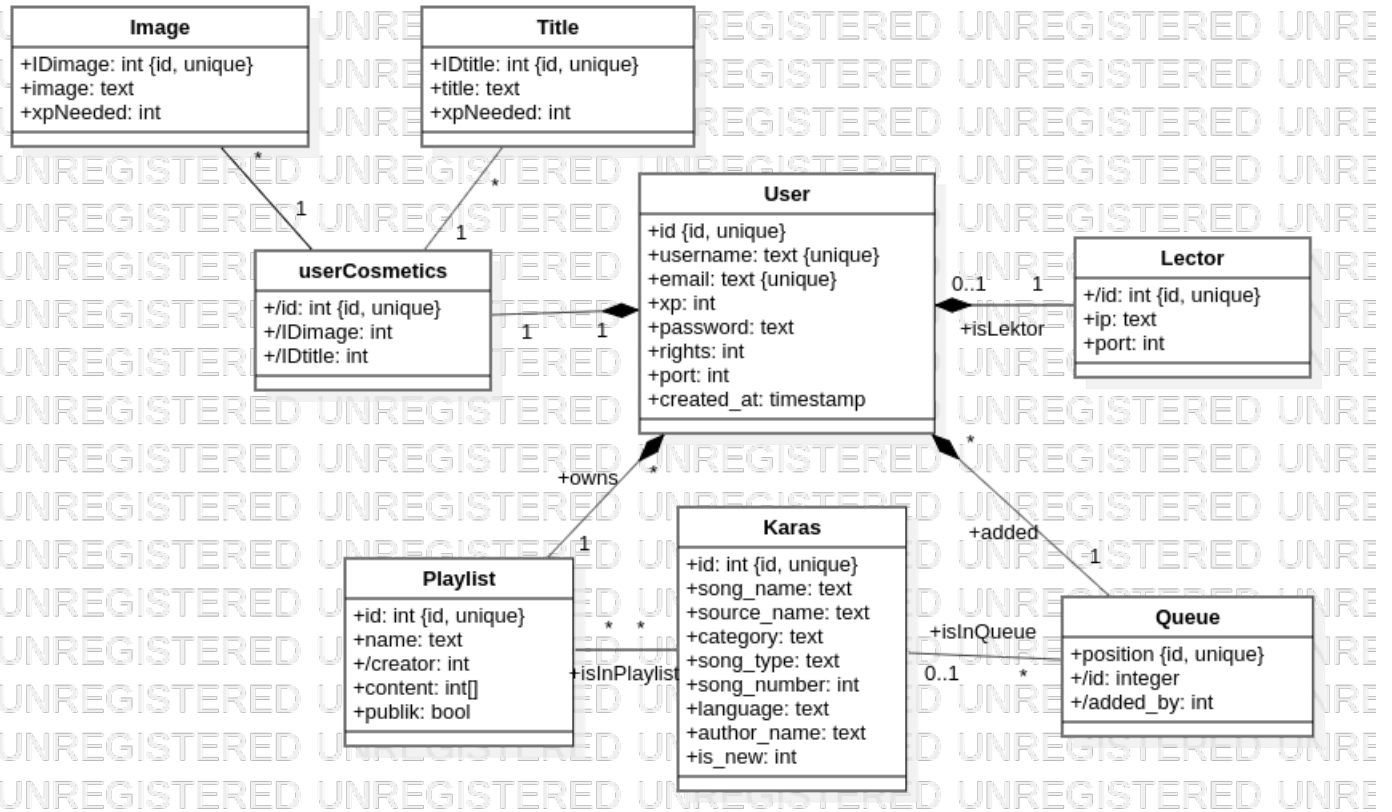 Image
+IDimage: int {id, unique}
+image: text
+xpNeeded: int
Title
+IDtitle: int {id, unique}
+title: text
+xpNeeded: int
*
1
*
1
userCosmetics
+/id: int {id, unique}
+/IDimage: int
+/IDtitle: int
1
1
User
+id {id, unique}
+username: text {unique}
+email: text {unique}
+xp: int
+password: text
+rights: int
+port: int
+created_at: timestamp
0..1
1
+isLektor
Lector
+/id: int {id, unique}
+ip: text
+port: int
+owns
*
1
*
+added
1
Playlist
+id: int {id, unique}
+name: text
+/creator: int
+content: int[]
+publik: bool
*
*
+isInPlaylist
Karas
+id: int {id, unique}
+song_name: text
+source_name: text
+category: text
+song_type: text
+song_number: int
+language: text
+author_name: text
+is_new: int
+isInQueue
0..1
*
Queue
+position {id, unique}
+/id: integer
+/added_by: int
UNREGISTERED UNREGISTERED UNREGISTERED UNREGISTERED